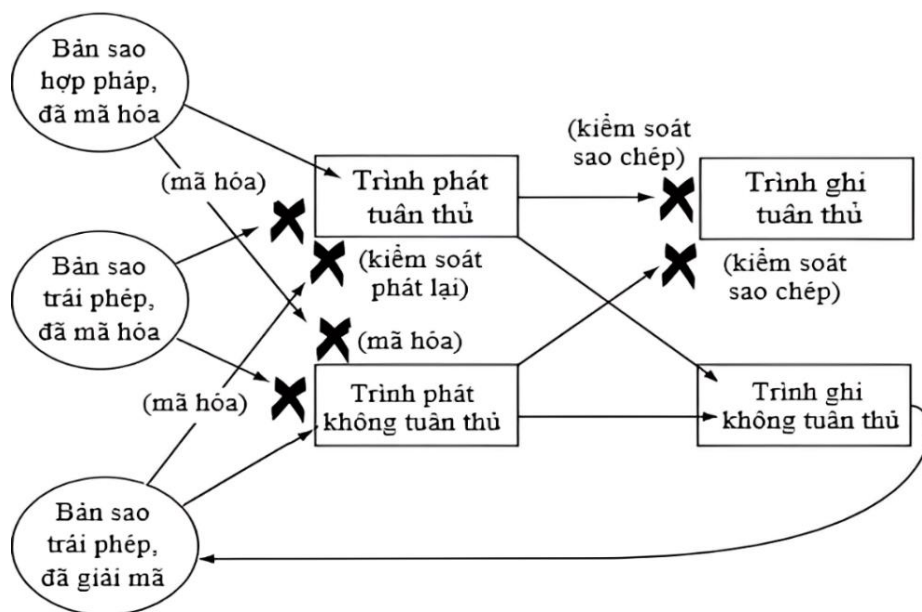 Bản sao
hợp pháp,
đã mã hóa
(mã hóa)
Trình phát
tuân thủ
(kiểm soát
sao chép)
Trình ghi
tuân thủ
Bản sao
trái phép,
đã mã hóa
(kiểm soát
phát lại)
(kiểm soát
sao chép)
(mã hóa)
(mã hóa)
Trình phát
không tuân thủ
Trình ghi
không tuân thủ
Bản sao
trái phép,
đã giải mã